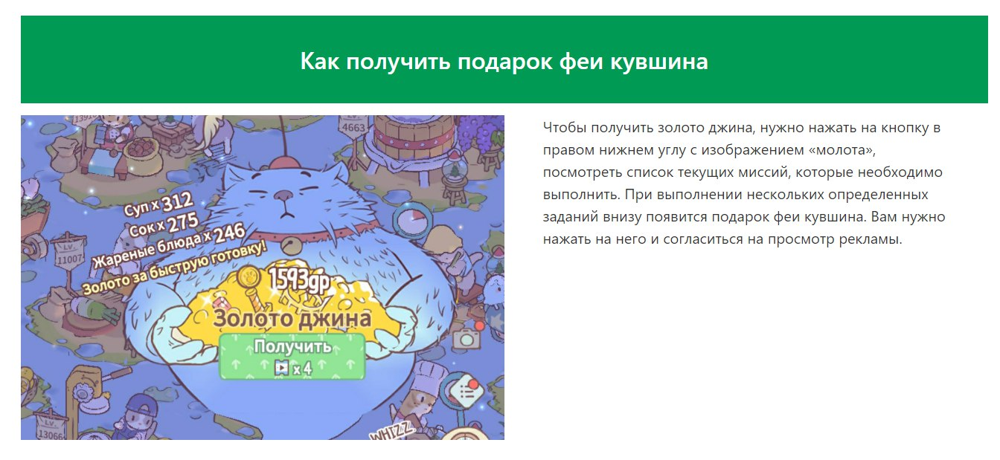 Как получить подарок феи кувшина
4663
Суп x 312
Сок x 275
Жареные блюда x 246
Золото за быструю готовку!
LV.
11007
1593gp
Золото джина
Получить
x 4
LV.
13066
WHIZZ
Чтобы получить золото джина, нужно нажать на кнопку в
правом нижнем углу с изображением «молота»,
посмотреть список текущих миссий, которые необходимо
выполнить. При выполнении нескольких определенных
заданий внизу появится подарок феи кувшина. Вам нужно
нажать на него и согласиться на просмотр рекламы.